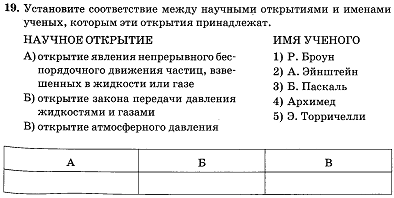 19. Установите соответствие между научными открытиями и именами
ученых, которым эти открытия принадлежат.
НАУЧНОЕ ОТКРЫТИЕ
А) открытие явления непрерывного бес-
порядочного движения частиц, взве-
шенных в жидкости или газе
Б) открытие закона передачи давления
жидкостями и газами
В) открытие атмосферного давления
ИМЯ УЧЕНОГО
1) Р. Броун
2) А. Эйнштейн
3) Б. Паскаль
4) Архимед
5) Э. Торричелли
А Б В